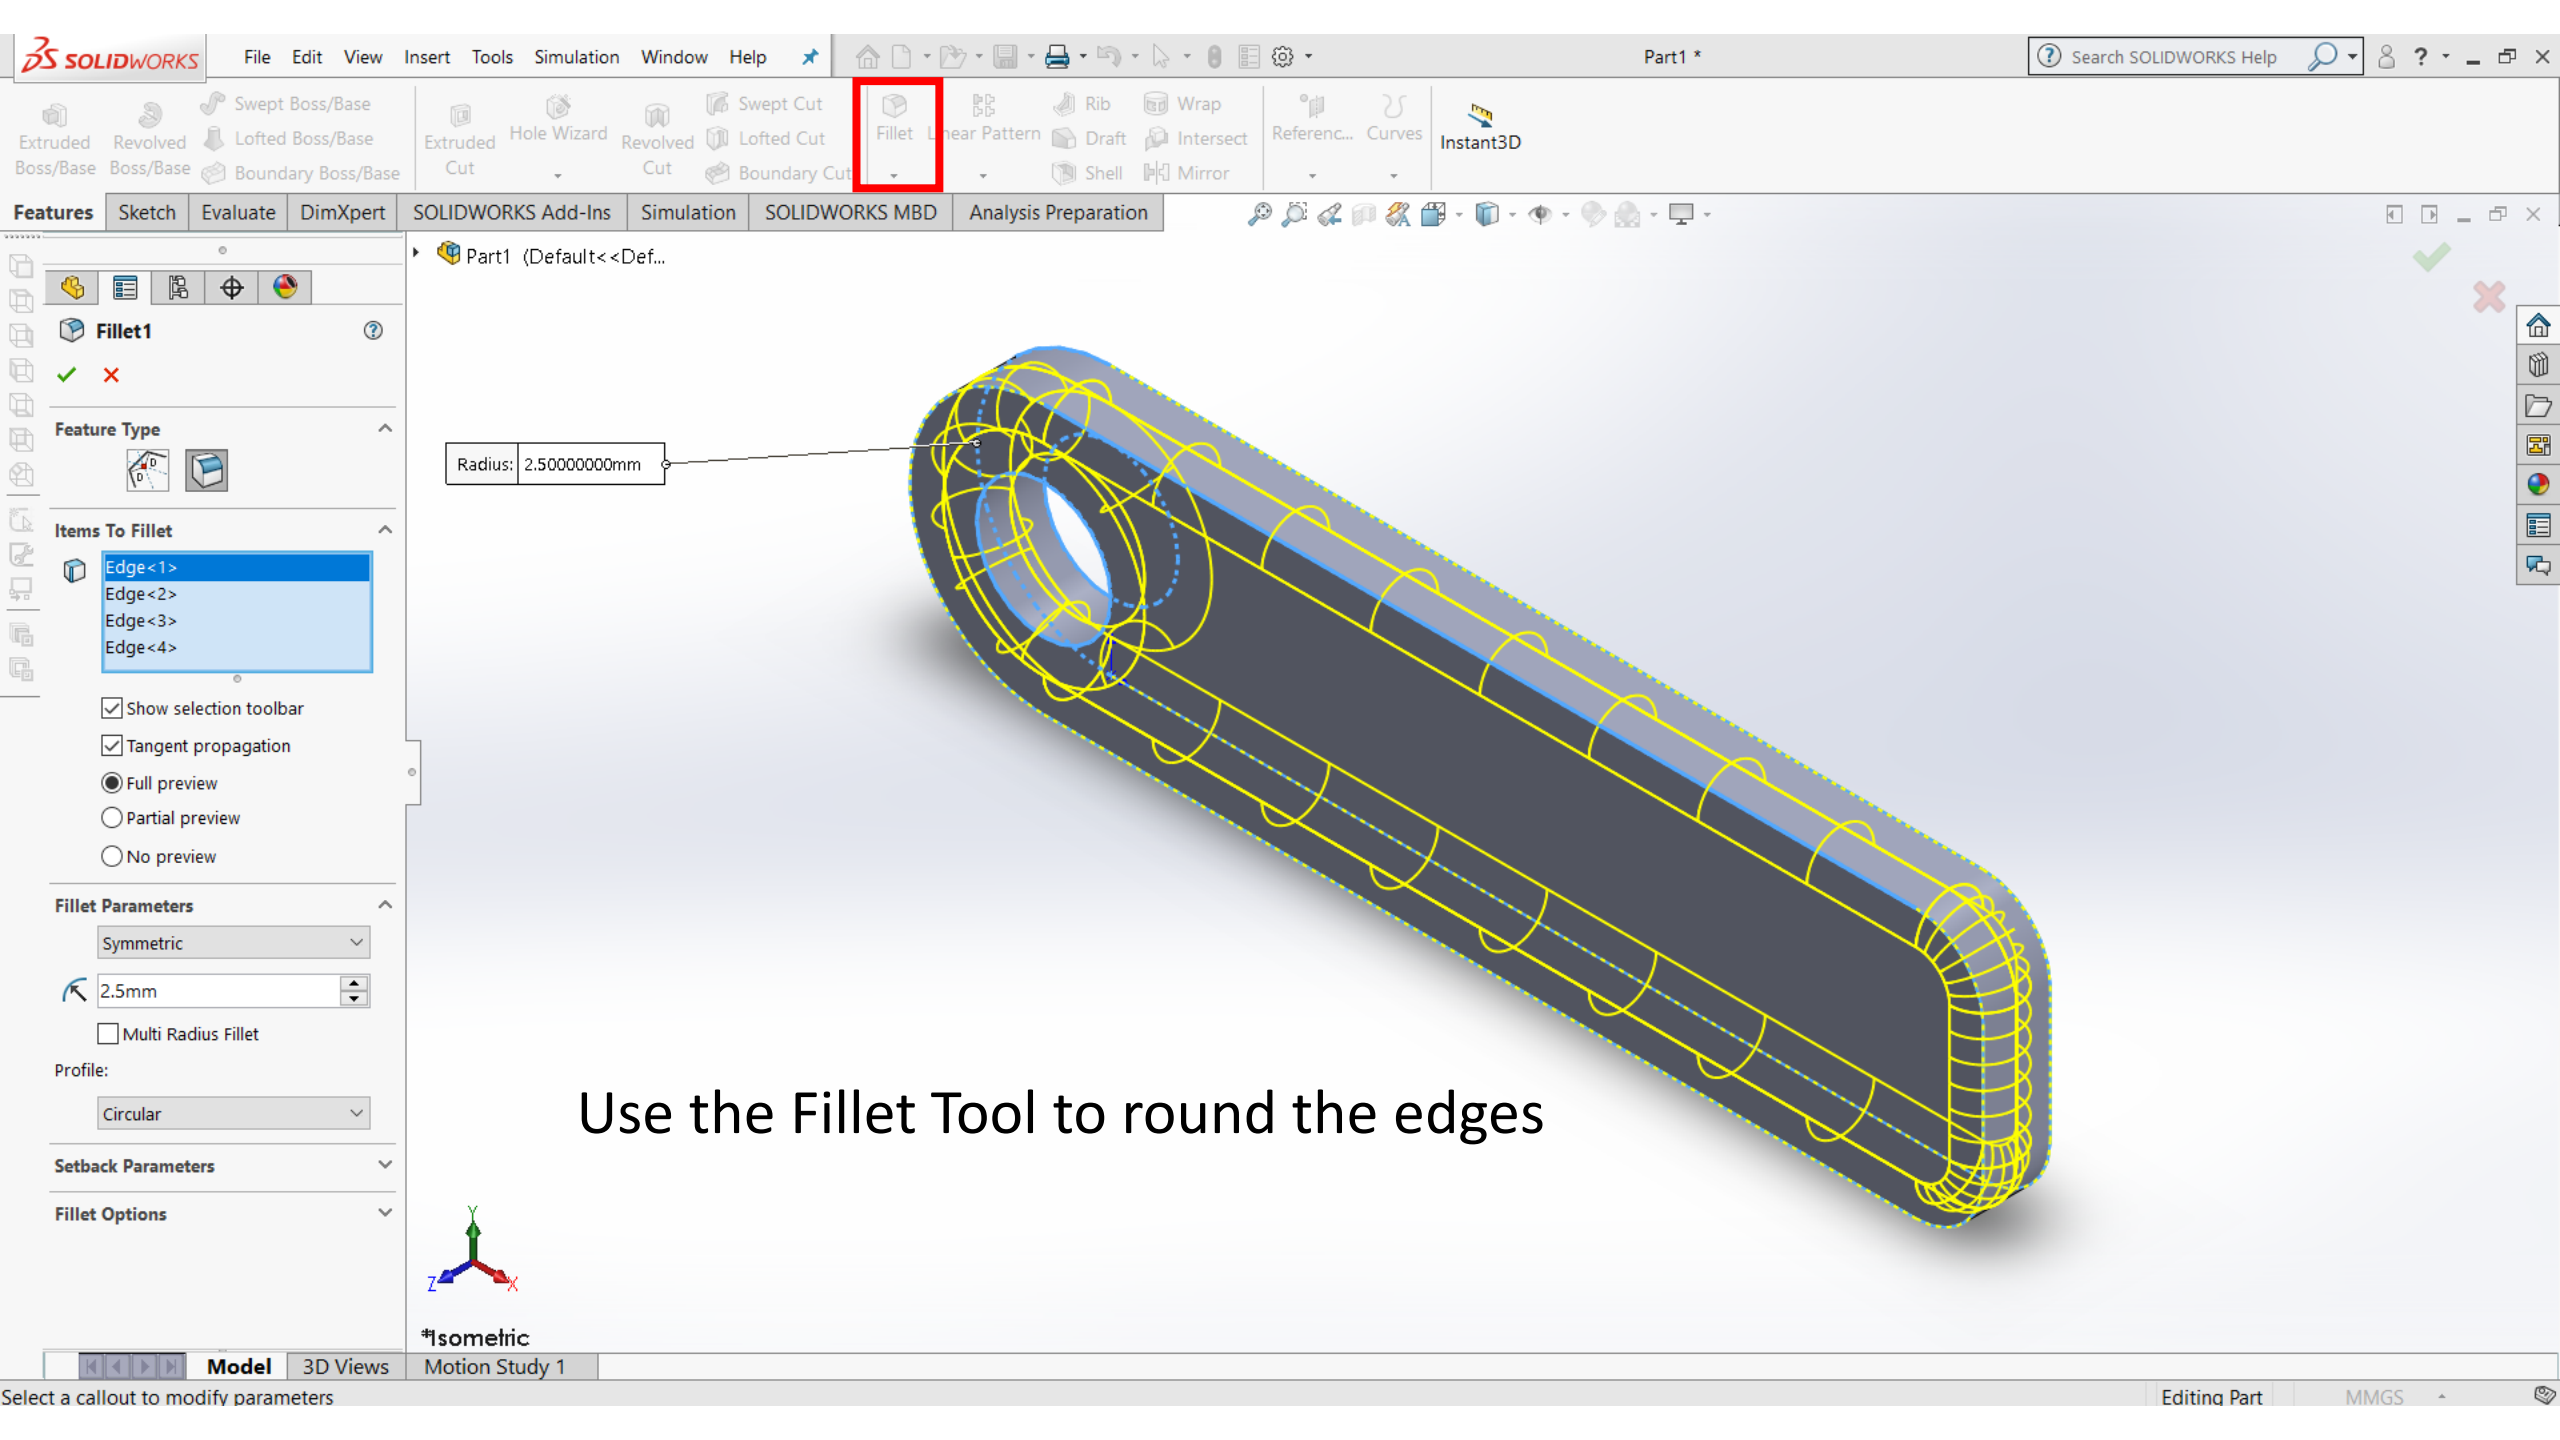 SOLIDWORKS File Edit View Insert Tools Simulation Window Help Part1 * Search SOLIDWORKS Help ?
Extruded Boss/Base
Revolved Boss/Base
Swept Boss/Base
Lofted Boss/Base
Boundary Boss/Base
Extruded Cut
Hole Wizard
Revolved Cut
Swept Cut
Lofted Cut
Boundary Cut
Fillet
Linear Pattern
Rib
Draft
Shell
Wrap
Intersect
Mirror
Referenc...
Curves
Instant3D
Features Sketch Evaluate DimXpert SOLIDWORKS Add-Ins Simulation SOLIDWORKS MBD Analysis Preparation
Part1 (Default<<Def...
Fillet1
Feature Type
Items To Fillet
Edge<1>
Edge<2>
Edge<3>
Edge<4>
Show selection toolbar
Tangent propagation
Full preview
Partial preview
No preview
Fillet Parameters
Symmetric
2.5mm
Multi Radius Fillet
Profile:
Circular
Setback Parameters
Fillet Options
Radius: 2.50000000mm
Use the Fillet Tool to round the edges
Y
Z
X
*Isometric
Model 3D Views Motion Study 1
Select a callout to modify parameters Editing Part MMGS